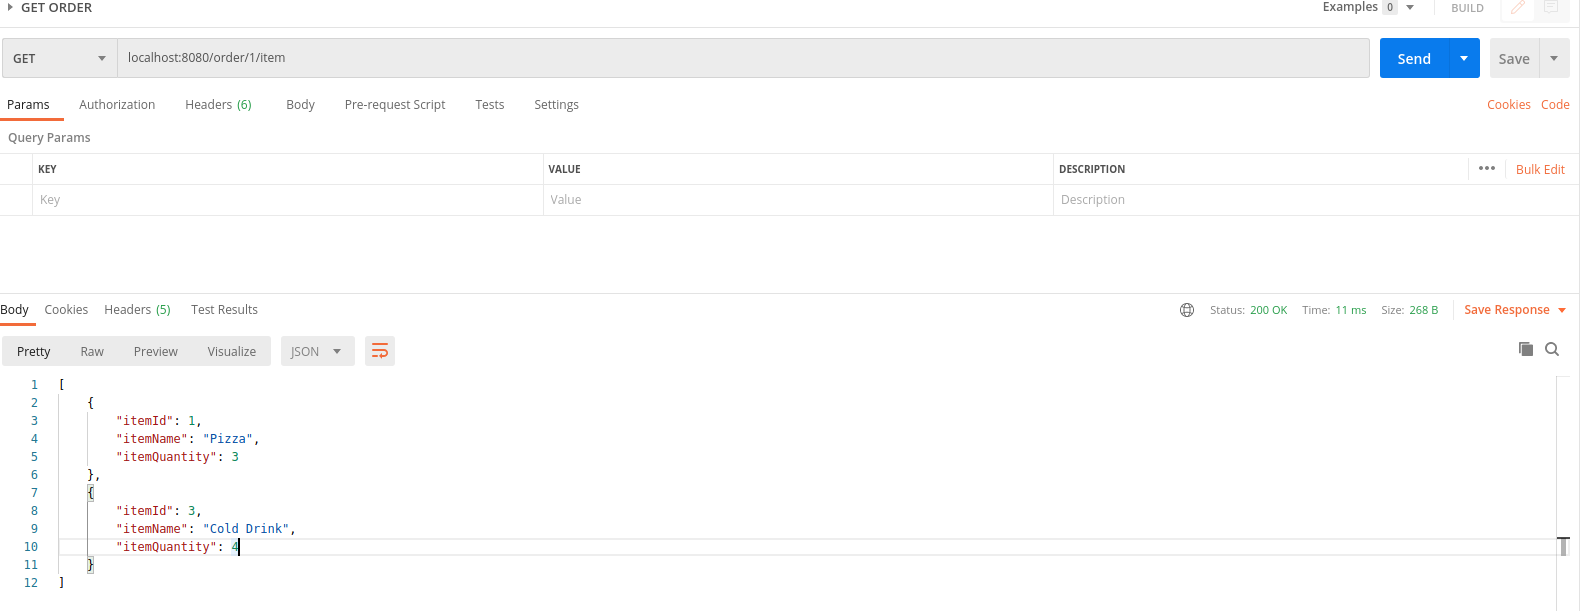 GET ORDER Examples 0 BUILD
GET localhost:8080/order/1/item Send Save
Params Authorization Headers (6) Body Pre-request Script Tests Settings Cookies Code
Query Params
KEY VALUE DESCRIPTION ••• Bulk Edit
Key Value Description
Body Cookies Headers (5) Test Results Status: 200 OK Time: 11 ms Size: 268 B Save Response
Pretty Raw Preview Visualize JSON
1 [
2 {
3 "itemId": 1,
4 "itemName": "Pizza",
5 "itemQuantity": 3
6 },
7 {
8 "itemId": 3,
9 "itemName": "Cold Drink",
10 "itemQuantity": 4
11 }
12 ]